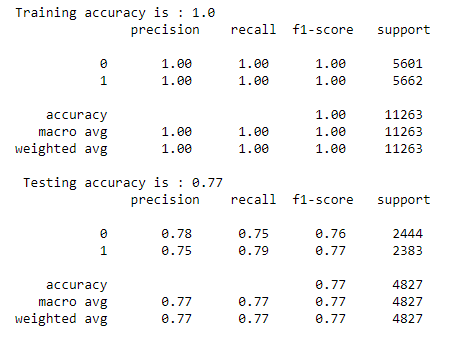 Training accuracy is : 1.0
precision recall f1-score support
0 1.00 1.00 1.00 5601
1 1.00 1.00 1.00 5662
accuracy 1.00 11263
macro avg 1.00 1.00 1.00 11263
weighted avg 1.00 1.00 1.00 11263
Testing accuracy is : 0.77
precision recall f1-score support
0 0.78 0.75 0.76 2444
1 0.75 0.79 0.77 2383
accuracy 0.77 4827
macro avg 0.77 0.77 0.77 4827
weighted avg 0.77 0.77 0.77 4827